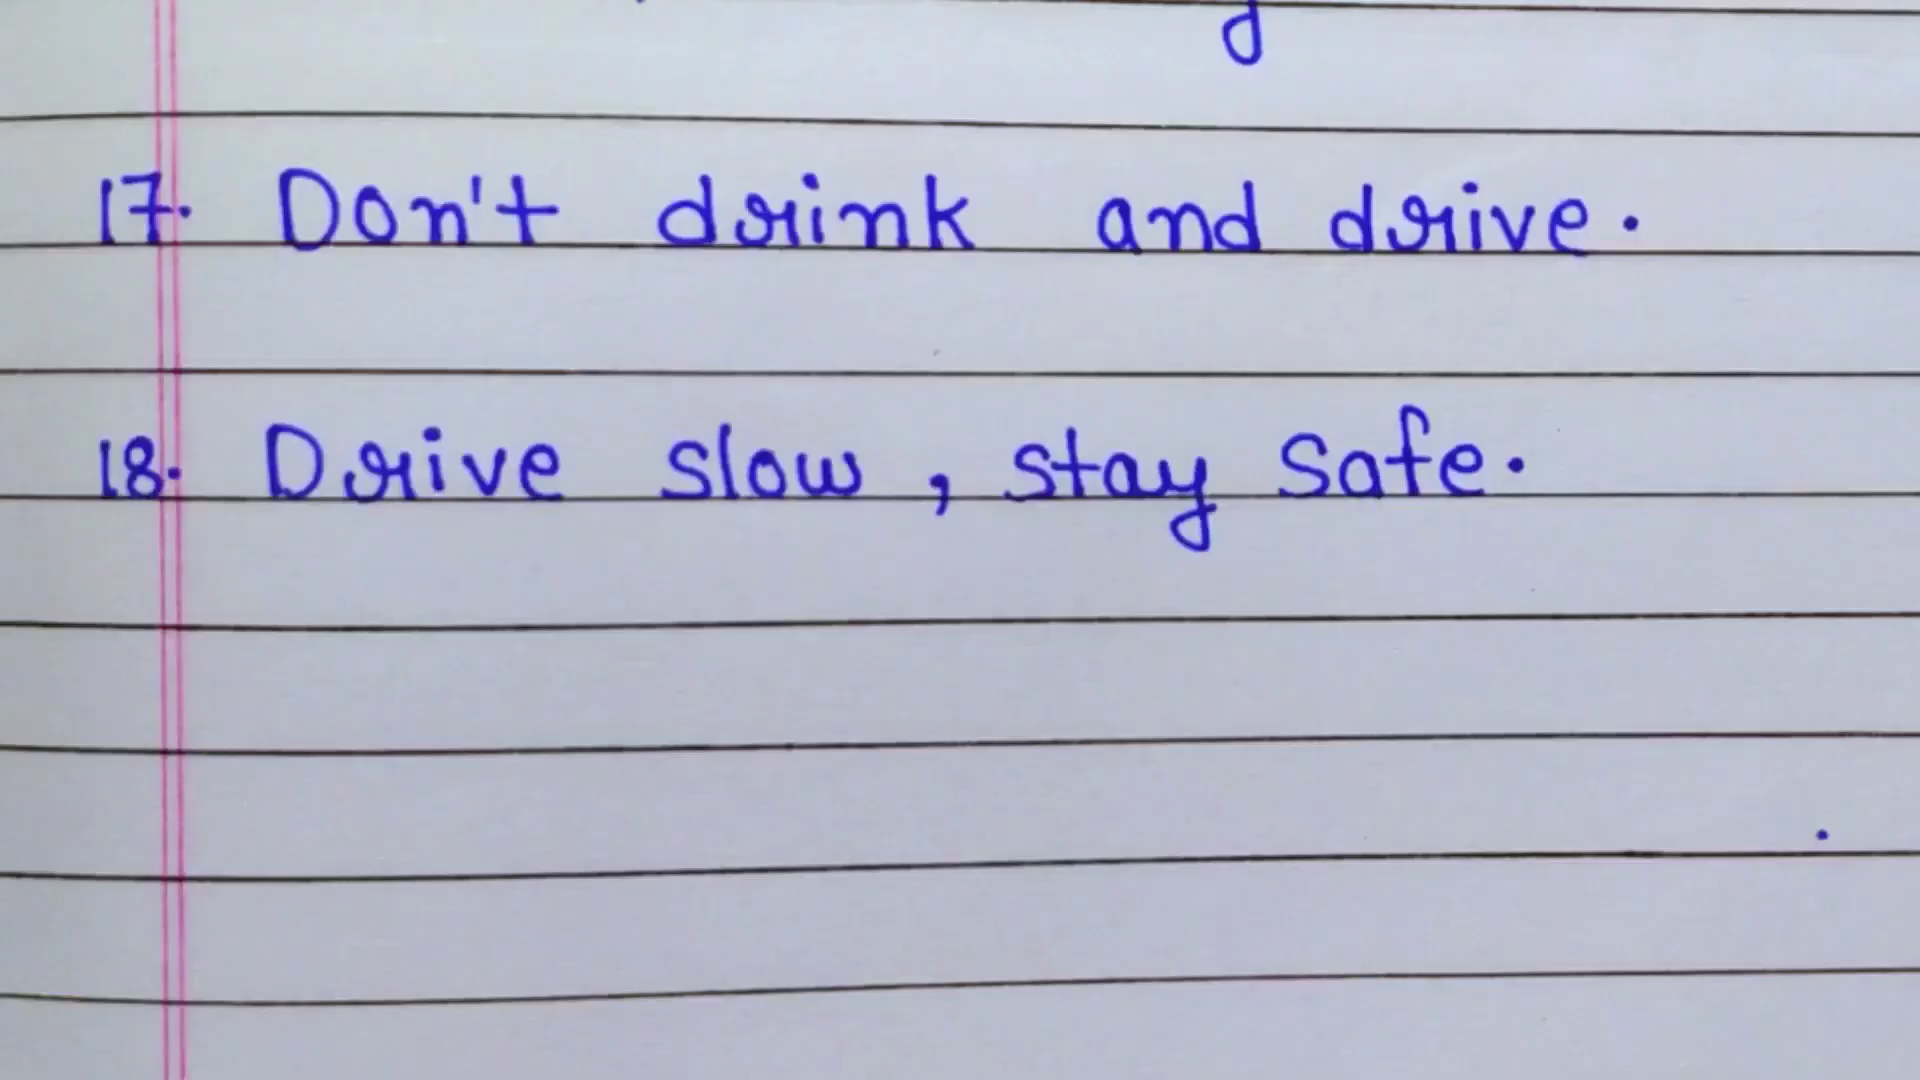 17. Don't drink and drive.
18. Drive slow, stay safe.